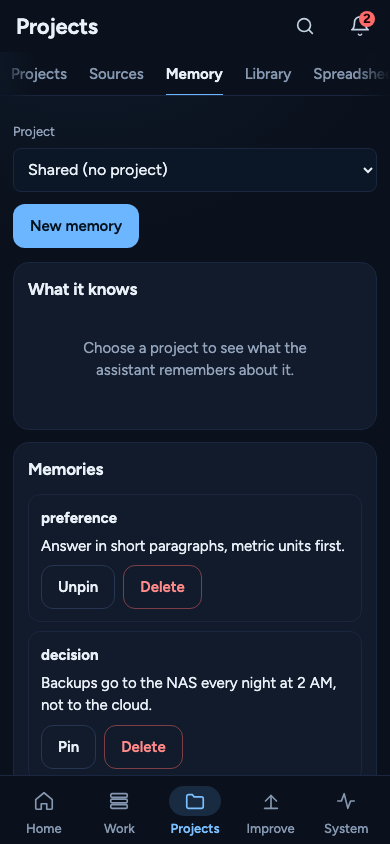 Projects
2
Projects Sources Memory Library Spreadshe
Project
Shared (no project)
New memory
What it knows
Choose a project to see what the
assistant remembers about it.
Memories
preference
Answer in short paragraphs, metric units first.
Unpin Delete
decision
Backups go to the NAS every night at 2 AM,
not to the cloud.
Pin Delete
Home Work Projects Improve System